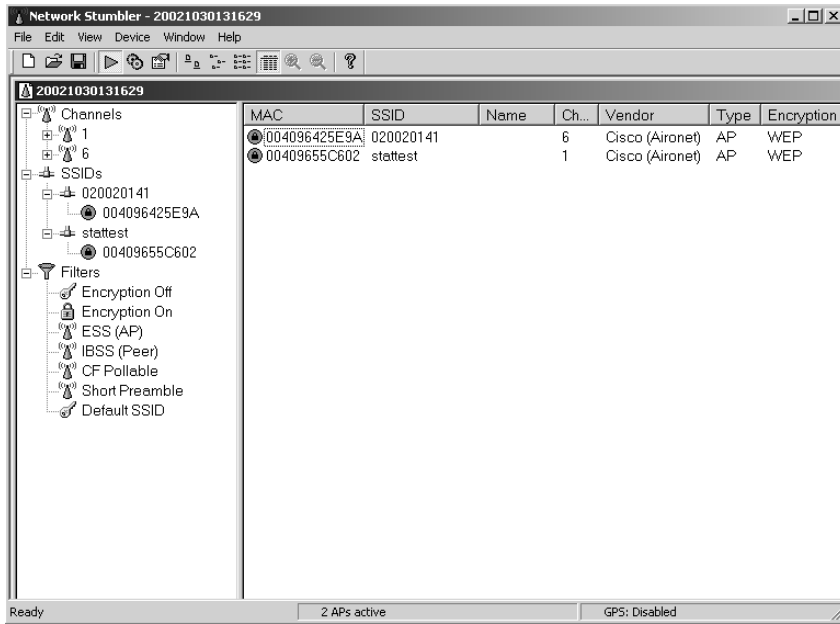 Network Stumbler - 20021030131629
File Edit View Device Window Help
20021030131629
Channels
1
6
SSIDs
020020141
004096425E9A
stattest
00409655C602
Filters
Encryption Off
Encryption On
ESS (AP)
IBSS (Peer)
CF Pollable
Short Preamble
Default SSID
MAC SSID Name Ch... Vendor Type Encryption
004096425E9A 020020141 6 Cisco (Aironet) AP WEP
00409655C602 stattest 1 Cisco (Aironet) AP WEP
Ready 2 APs active GPS: Disabled